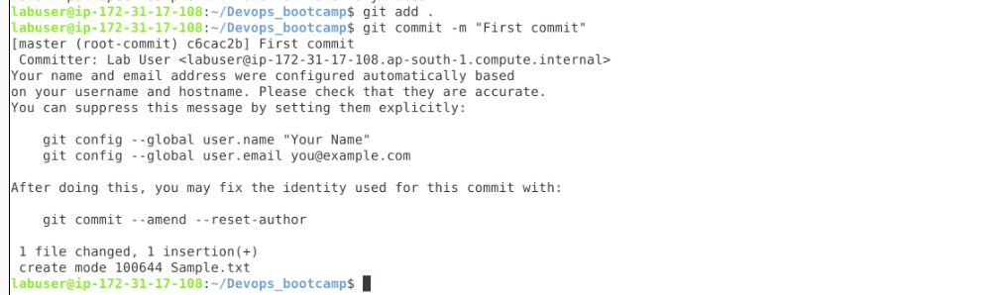 labuser@ip-172-31-17-108:~/Devops_bootcamp$ git add .
labuser@ip-172-31-17-108:~/Devops_bootcamp$ git commit -m "First commit"
[master (root-commit) c6cac2b] First commit
 Committer: Lab User <labuser@ip-172-31-17-108.ap-south-1.compute.internal>
Your name and email address were configured automatically based
on your username and hostname. Please check that they are accurate.
You can suppress this message by setting them explicitly:

    git config --global user.name "Your Name"
    git config --global user.email you@example.com

After doing this, you may fix the identity used for this commit with:

    git commit --amend --reset-author

 1 file changed, 1 insertion(+)
 create mode 100644 Sample.txt
labuser@ip-172-31-17-108:~/Devops_bootcamp$